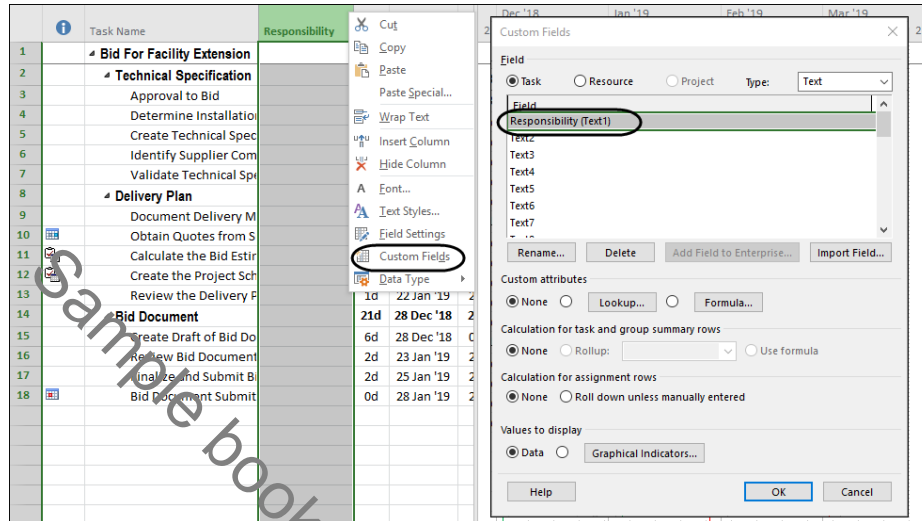 Dec '18 Jan '19 Feb '19 Mar '19
Task Name Responsibility
1 Bid For Facility Extension
2 Technical Specification
3 Approval to Bid
4 Determine Installatio
5 Create Technical Spec
6 Identify Supplier Com
7 Validate Technical Spe
8 Delivery Plan
9 Document Delivery M
10 Obtain Quotes from S
11 Calculate the Bid Estir
12 Create the Project Sch
13 Review the Delivery P 1d 22 Jan '19 2
14 Bid Document 21d 28 Dec '18 2
15 Create Draft of Bid Do 6d 28 Dec '18
16 Review Bid Document 2d 23 Jan '19 2
17 Finalize and Submit Bi 2d 25 Jan '19 2
18 Bid Document Submit 0d 28 Jan '19 2
Cut
Copy
Paste
Paste Special...
Wrap Text
Insert Column
Hide Column
Font...
Text Styles...
Field Settings
Custom Fields
Data Type
Custom Fields
Field
Task Resource Project Type: Text
Field
Responsibility (Text1)
Text2
Text3
Text4
Text5
Text6
Text7
Rename... Delete Add Field to Enterprise... Import Field...
Custom attributes
None Lookup... Formula...
Calculation for task and group summary rows
None Rollup: Use formula
Calculation for assignment rows
None Roll down unless manually entered
Values to display
Data Graphical Indicators...
Help OK Cancel
Sample book